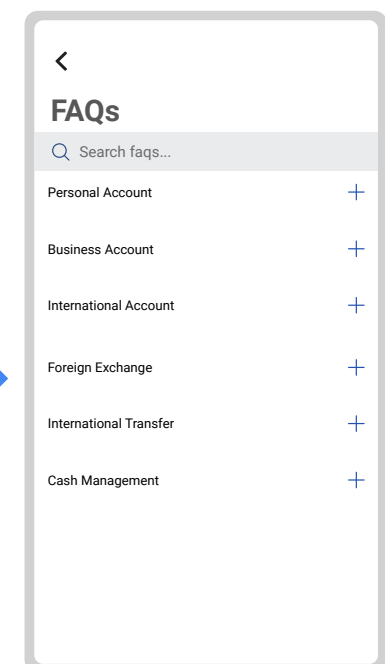 FAQs
Search faqs...
Personal Account
Business Account
International Account
Foreign Exchange
International Transfer
Cash Management